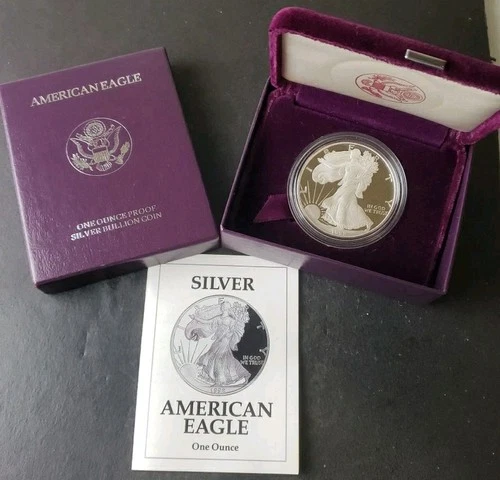 AMERICAN EAGLE
ONE OUNCE PROOF
SILVER BULLION COIN
IN GOD
WE TRUST
SILVER
IN GOD
WE TRUST
AMERICAN
EAGLE
One Ounce